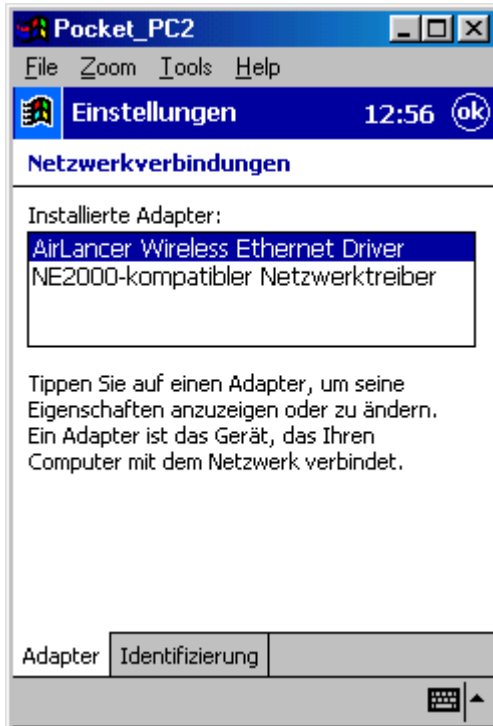 Pocket_PC2
File Zoom Tools Help
Einstellungen 12:56 ok
Netzwerkverbindungen
Installierte Adapter:
AirLancer Wireless Ethernet Driver
NE2000-kompatibler Netzwerktreiber
Tippen Sie auf einen Adapter, um seine
Eigenschaften anzuzeigen oder zu ändern.
Ein Adapter ist das Gerät, das Ihren
Computer mit dem Netzwerk verbindet.
Adapter Identifizierung